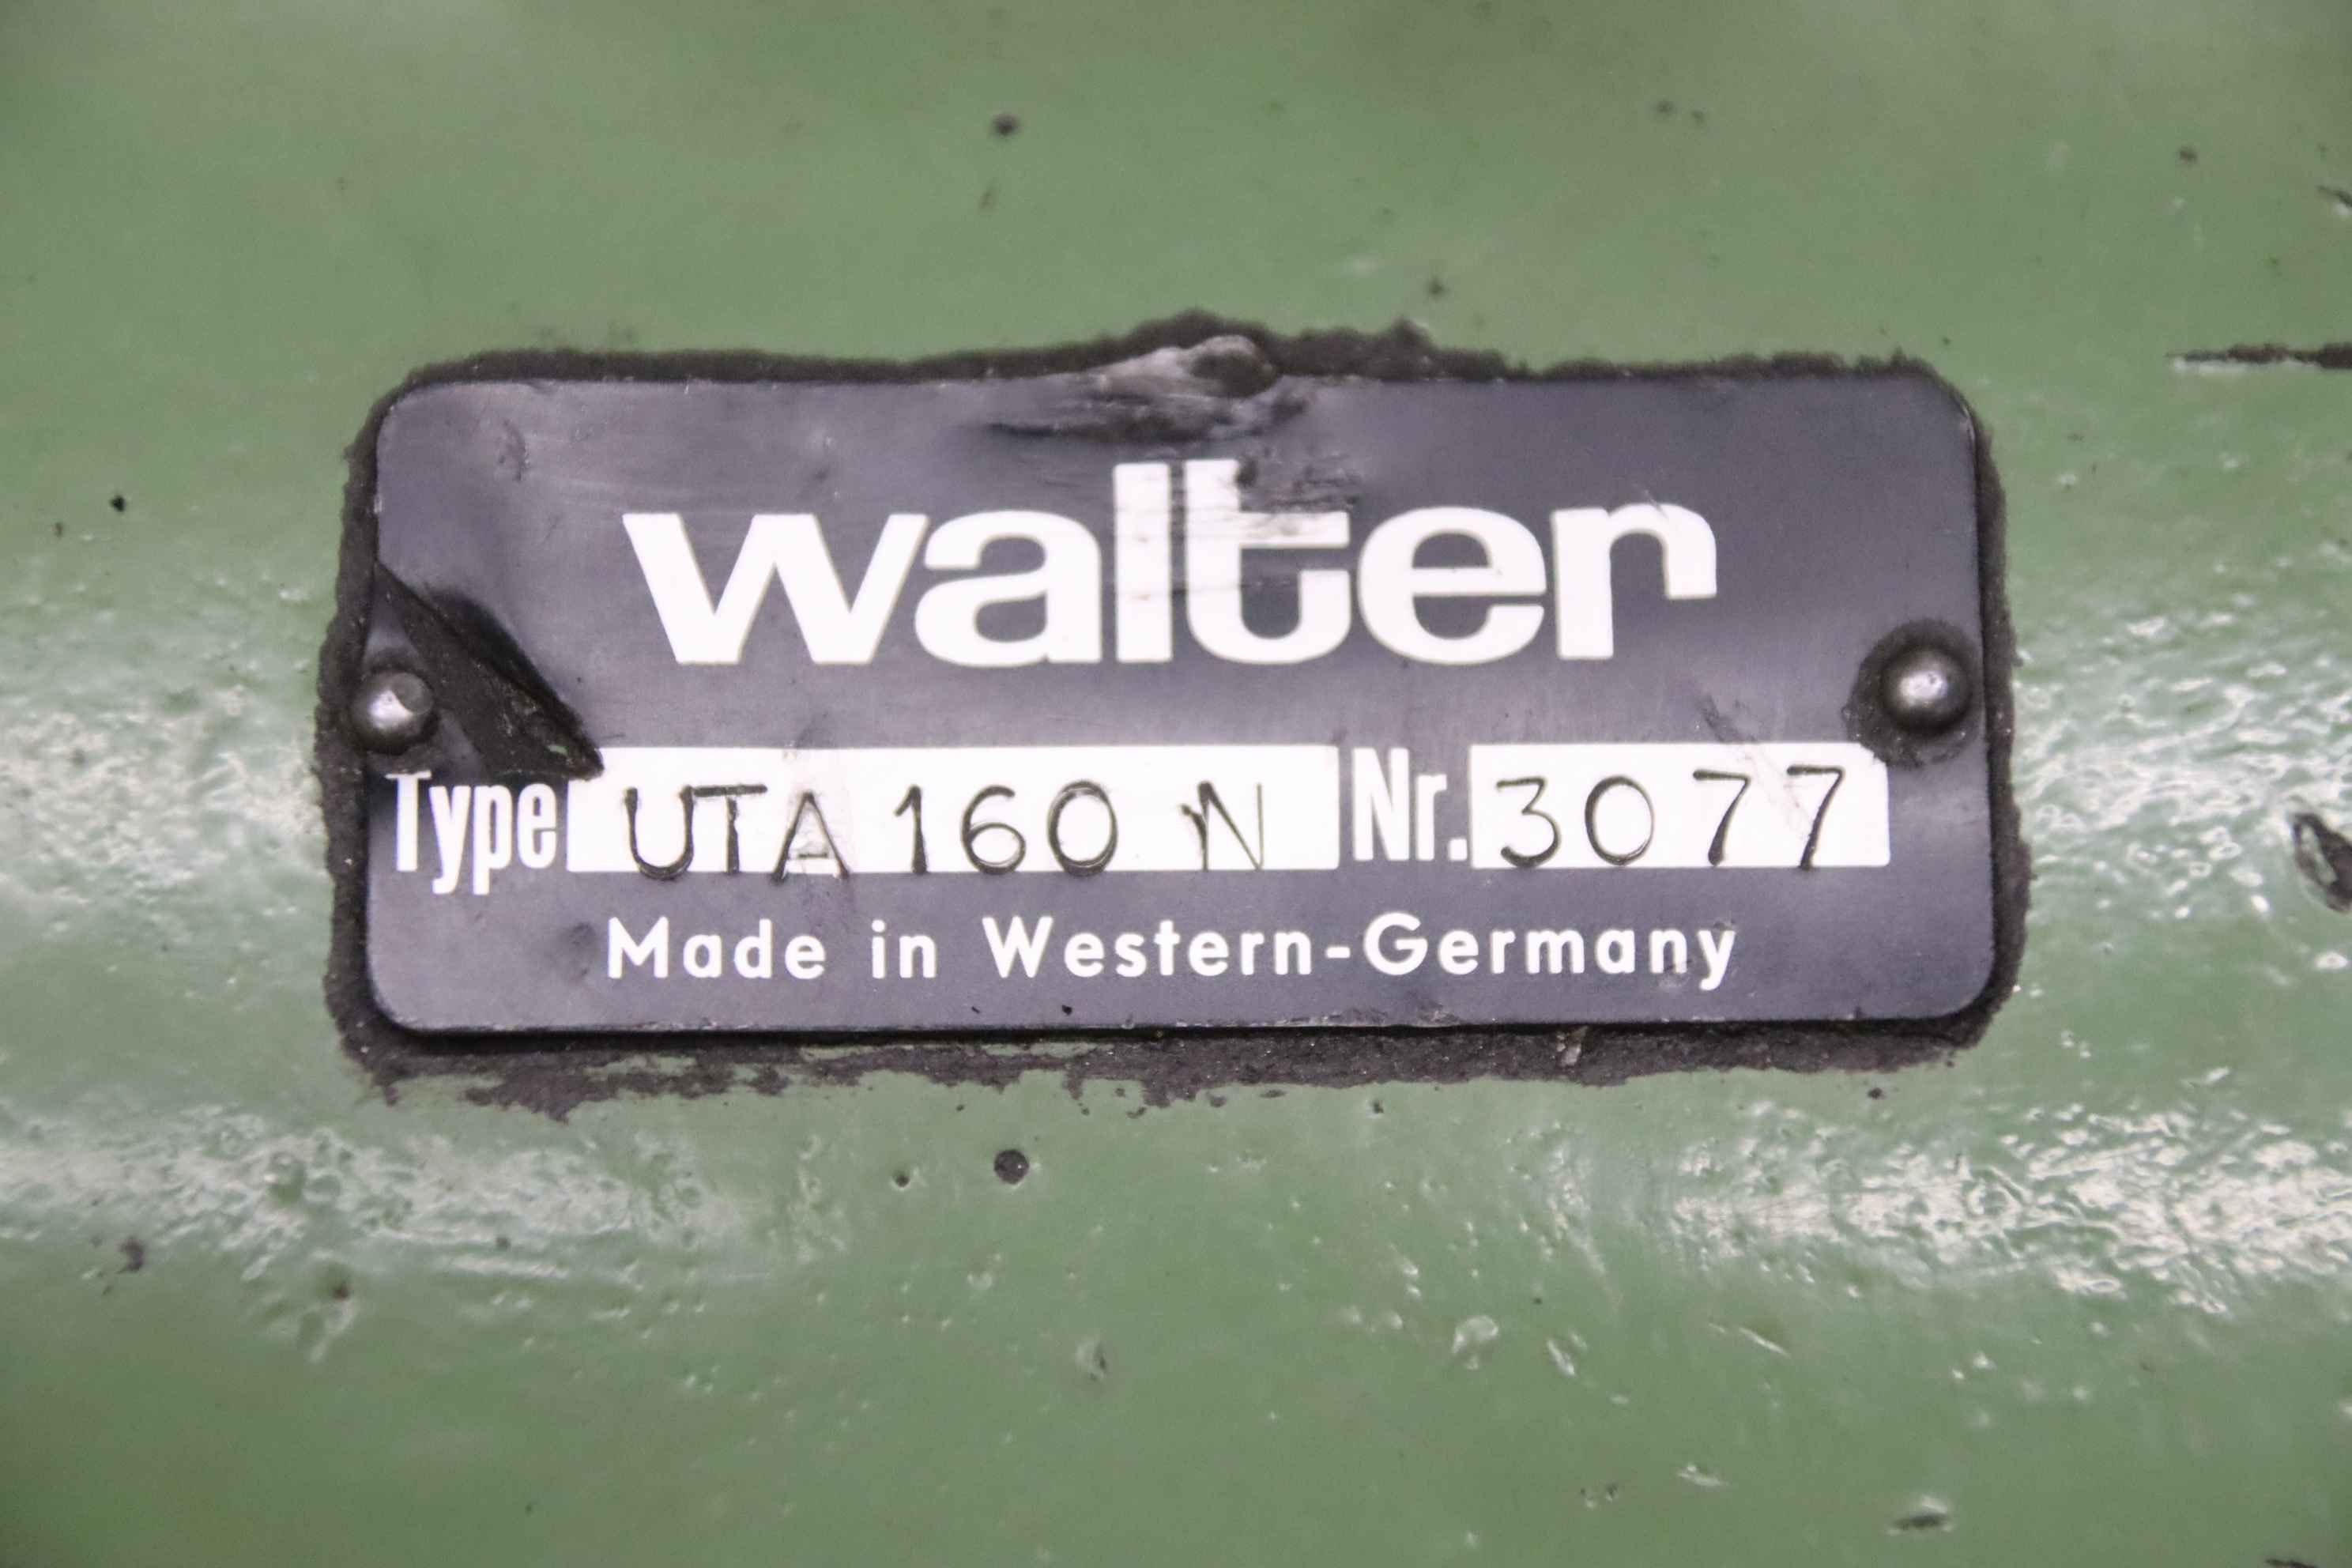 walter
Type UTA 160 N Nr. 3077
Made in Western-Germany